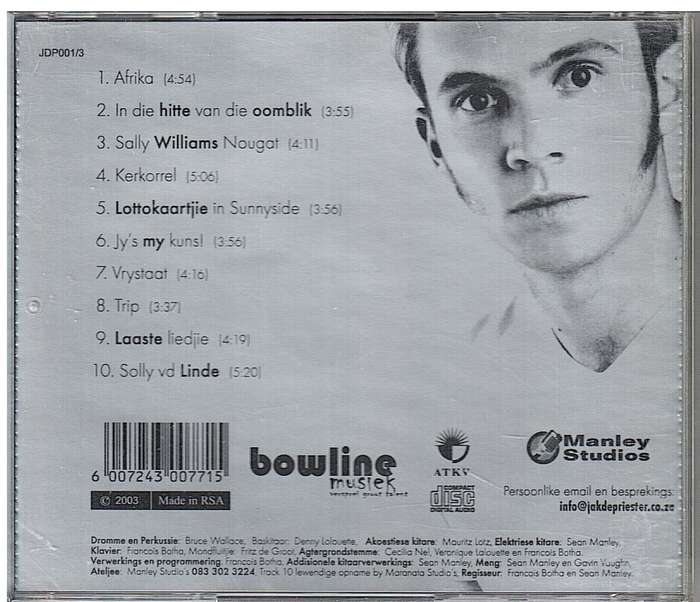 JDP001/3
1. Afrika (4:54)
2. In die hitte van die oomblik (3:55)
3. Sally Williams Nougat (4:11)
4. Kerkorrel (5:06)
5. Lottokaartjie in Sunnyside (3:56)
6. Jy's my kuns! (3:56)
7. Vrystaat (4:16)
8. Trip (3:37)
9. Laaste liedjie (4:19)
10. Solly vd Linde (5:20)
6 007243 007715
© 2003 Made in RSA
bowline
musiek
versprei groot talent
ATKV
COMPACT
disc
DIGITAL AUDIO
Manley
Studios
Persoonlike email en besprekings:
info@jakdepriester.co.za
Dromme en Perkussie: Bruce Wallace, Baskitaar: Denny Lalouette, Akoestiese kitare: Mauritz Lotz, Elektriese kitare: Sean Manley,
Klavier: Francois Botha, Mondfluitjie: Fritz de Groot, Agtergrondstemme: Cecilia Nel, Veronique Lalouette en Francois Botha.
Verwerkings en programmering: Francois Botha, Addisionele kitaarverwerkings: Sean Manley, Meng: Sean Manley en Gavin Vaughn,
Ateljee: Manley Studio's 083 302 3224, Track 10 lewendige opname by Maranata Studio's, Regisseur: Francois Botha en Sean Manley.